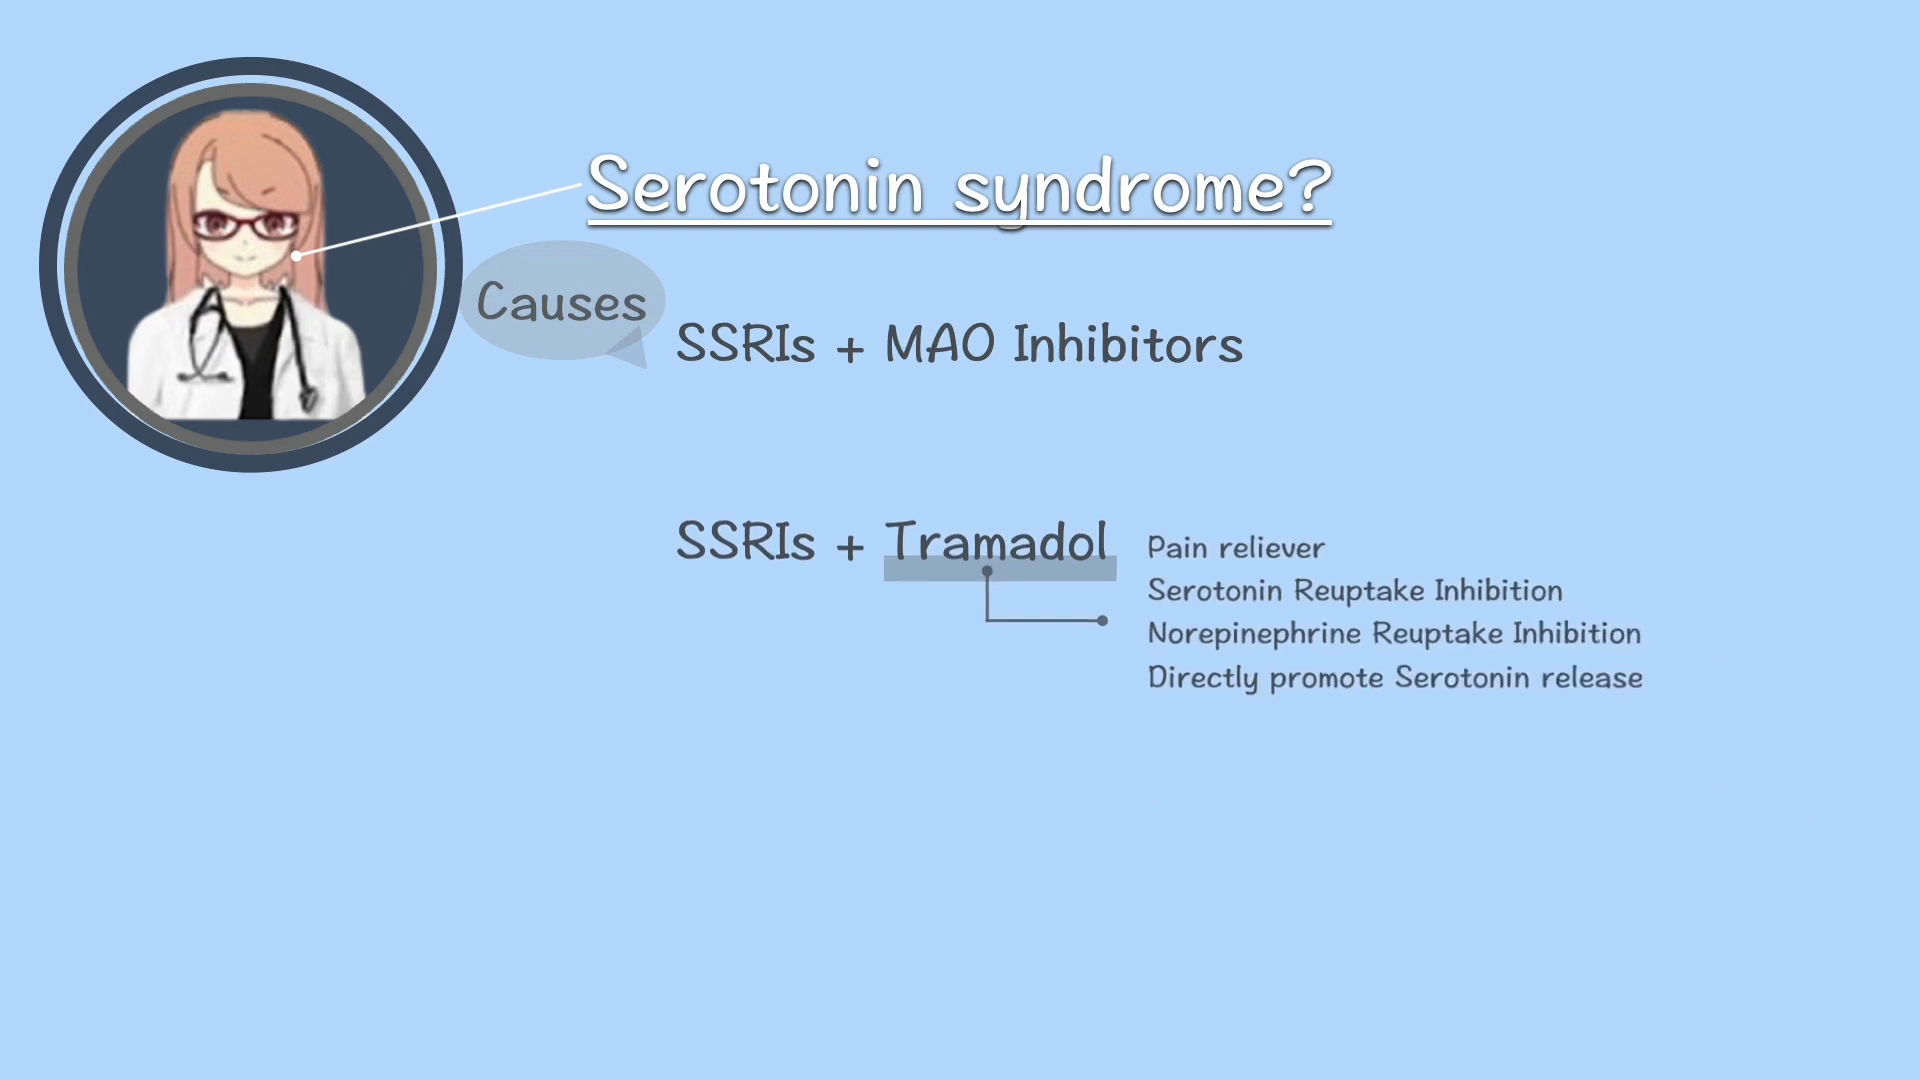 Serotonin syndrome?
Causes
SSRIs + MAO Inhibitors
SSRIs + Tramadol
Pain reliever
Serotonin Reuptake Inhibition
Norepinephrine Reuptake Inhibition
Directly promote Serotonin release